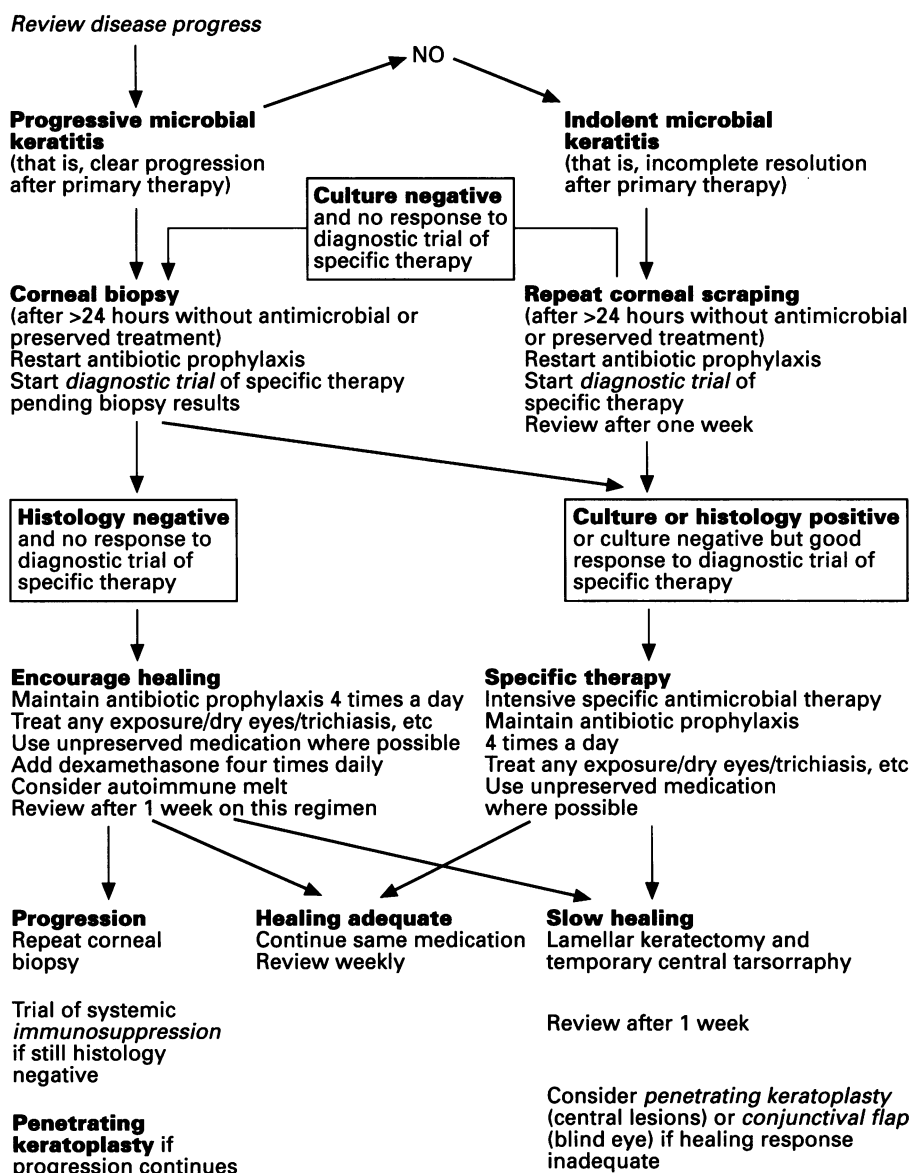 Review disease progress
NO
Progressive microbial
keratitis
(that is, clear progression
after primary therapy)
Indolent microbial
keratitis
(that is, incomplete resolution
after primary therapy)
Culture negative
and no response to
diagnostic trial of
specific therapy
Corneal biopsy
(after >24 hours without antimicrobial or
preserved treatment)
Restart antibiotic prophylaxis
Start diagnostic trial of specific therapy
pending biopsy results
Repeat corneal scraping
(after >24 hours without antimicrobial
or preserved treatment)
Restart antibiotic prophylaxis
Start diagnostic trial of
specific therapy
Review after one week
Histology negative
and no response to
diagnostic trial of
specific therapy
Culture or histology positive
or culture negative but good
response to diagnostic trial of
specific therapy
Encourage healing
Maintain antibiotic prophylaxis 4 times a day
Treat any exposure/dry eyes/trichiasis, etc
Use unpreserved medication where possible
Add dexamethasone four times daily
Consider autoimmune melt
Review after 1 week on this regimen
Specific therapy
Intensive specific antimicrobial therapy
Maintain antibiotic prophylaxis
4 times a day
Treat any exposure/dry eyes/trichiasis, etc
Use unpreserved medication
where possible
Progression
Repeat corneal
biopsy
Trial of systemic
immunosuppression
if still histology
negative
Penetrating
keratoplasty if
progression continues
Healing adequate
Continue same medication
Review weekly
Slow healing
Lamellar keratectomy and
temporary central tarsorraphy
Review after 1 week
Consider penetrating keratoplasty
(central lesions) or conjunctival flap
(blind eye) if healing response
inadequate